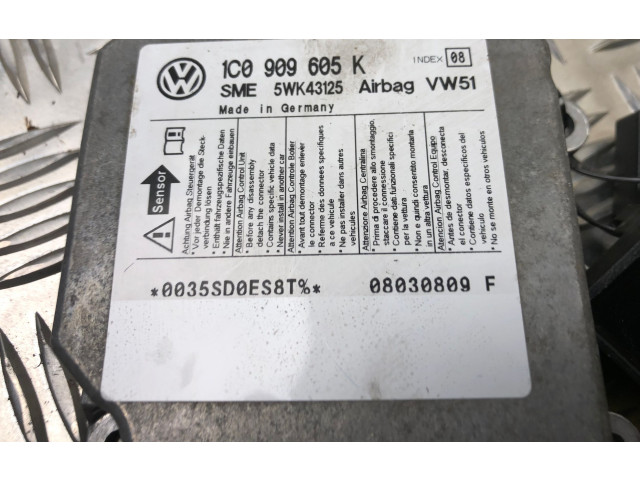 1C0 909 605 K
INDEX 08
SME 5WK43125 Airbag VW51
Made in Germany
Sensor
Achtung Airbag Steuergerät
• Vor jeder Demontage die Steck-
verbindung lösen
• Enthält fahrzeugspezifische Daten
• Nie in andere Fahrzeuge einbauen
Attention Airbag Control Unit
• Before any disassembly
detach the connector
• Contains specific vehicle data
• Never install in another car
Attention Airbag Controle Boiler
• Avant tout demontage enlever
le connector
• Referme des donnees specifiques
a ce vehicule
• Ne pas installer dans autres
vehicules
Attenzione Airbag Centralina
• Prima di procedere allo smontaggio,
staccare il connessione
• Contiene dati funzionali specifici
per la vettura
• Non e quindi consentito montarla
in un altra vettura
Atencion Airbag Control Equipo
• Antes de desmontar, desconecta
el conector
• Contiene datos especificos del
vehiculo
• No se monte en otros vehiculos
*0035SD0ES8T%*
08030809 F